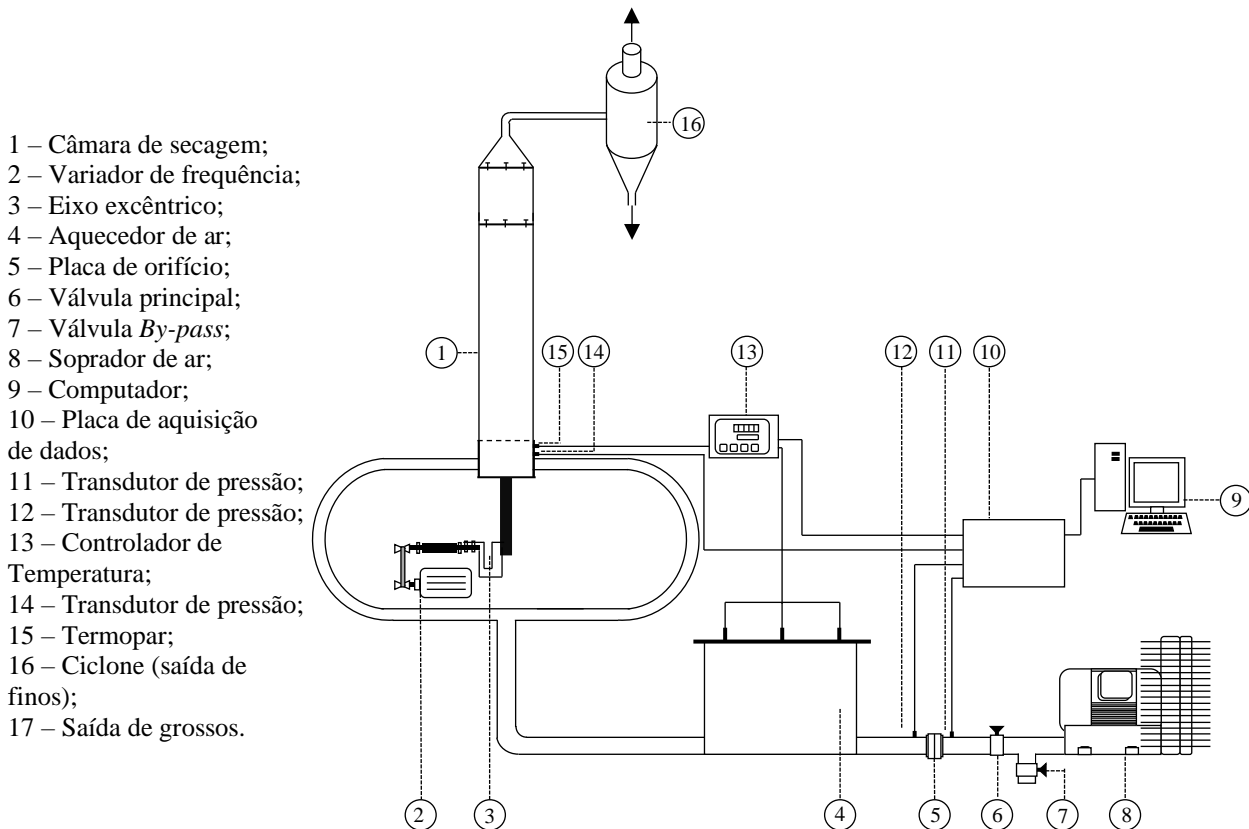 1 – Câmara de secagem;
2 – Variador de frequência;
3 – Eixo excêntrico;
4 – Aquecedor de ar;
5 – Placa de orifício;
6 – Válvula principal;
7 – Válvula By-pass;
8 – Soprador de ar;
9 – Computador;
10 – Placa de aquisição
de dados;
11 – Transdutor de pressão;
12 – Transdutor de pressão;
13 – Controlador de
Temperatura;
14 – Transdutor de pressão;
15 – Termopar;
16 – Ciclone (saída de
finos);
17 – Saída de grossos.
16
1
15
14
13
12
11
10
9
2
3
4
5
6
7
8